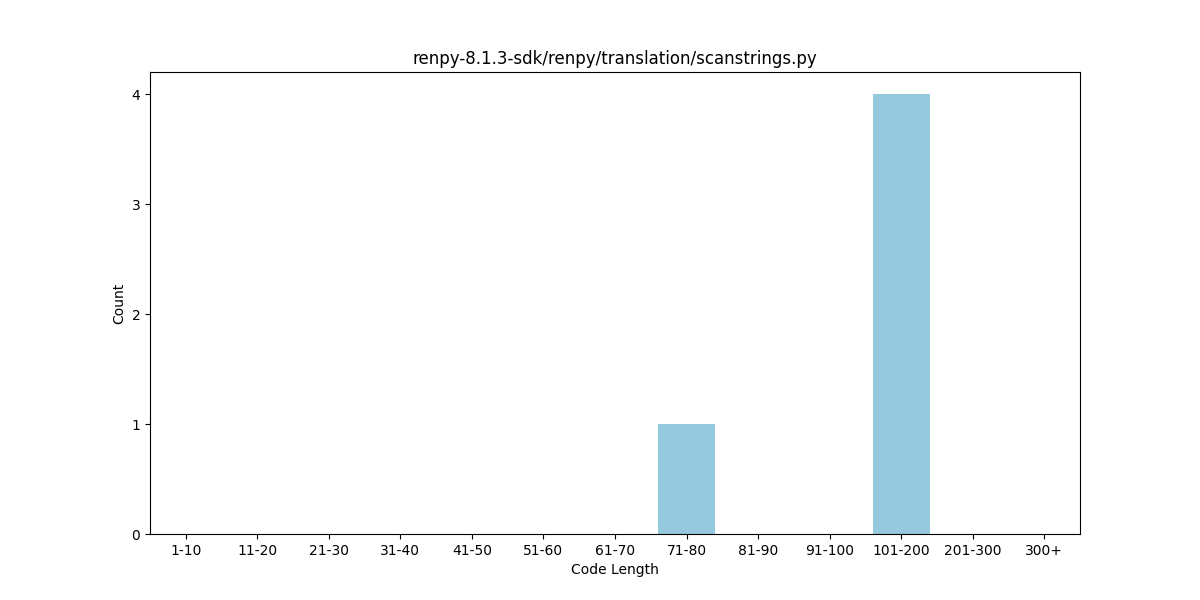 renpy-8.1.3-sdk/renpy/translation/scanstrings.py
4
3
2
1
0
Count
1-10 11-20 21-30 31-40 41-50 51-60 61-70 71-80 81-90 91-100 101-200 201-300 300+
Code Length